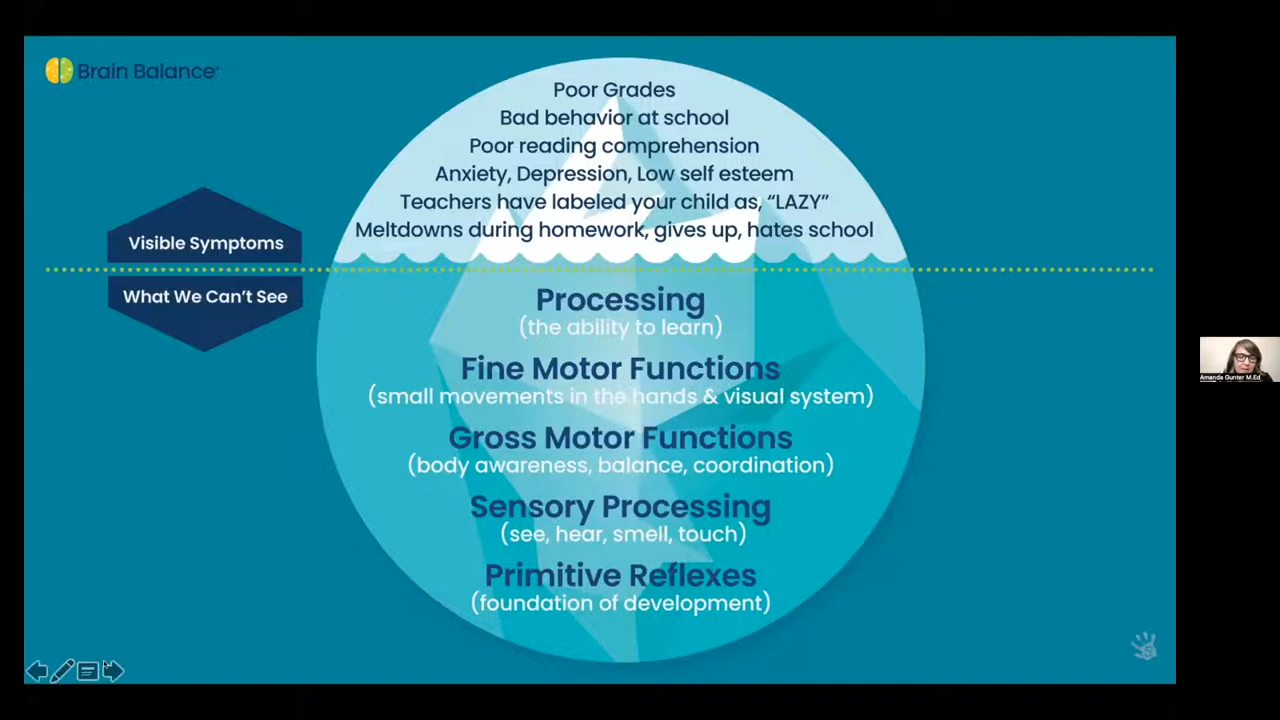 Brain Balance
Poor Grades
Bad behavior at school
Poor reading comprehension
Anxiety, Depression, Low self esteem
Teachers have labeled your child as, “LAZY”
Meltdowns during homework, gives up, hates school
Visible Symptoms
What We Can't See
Processing
(the ability to learn)
Fine Motor Functions
(small movements in the hands & visual system)
Gross Motor Functions
(body awareness, balance, coordination)
Sensory Processing
(see, hear, smell, touch)
Primitive Reflexes
(foundation of development)
Amanda Gunter M.Ed.